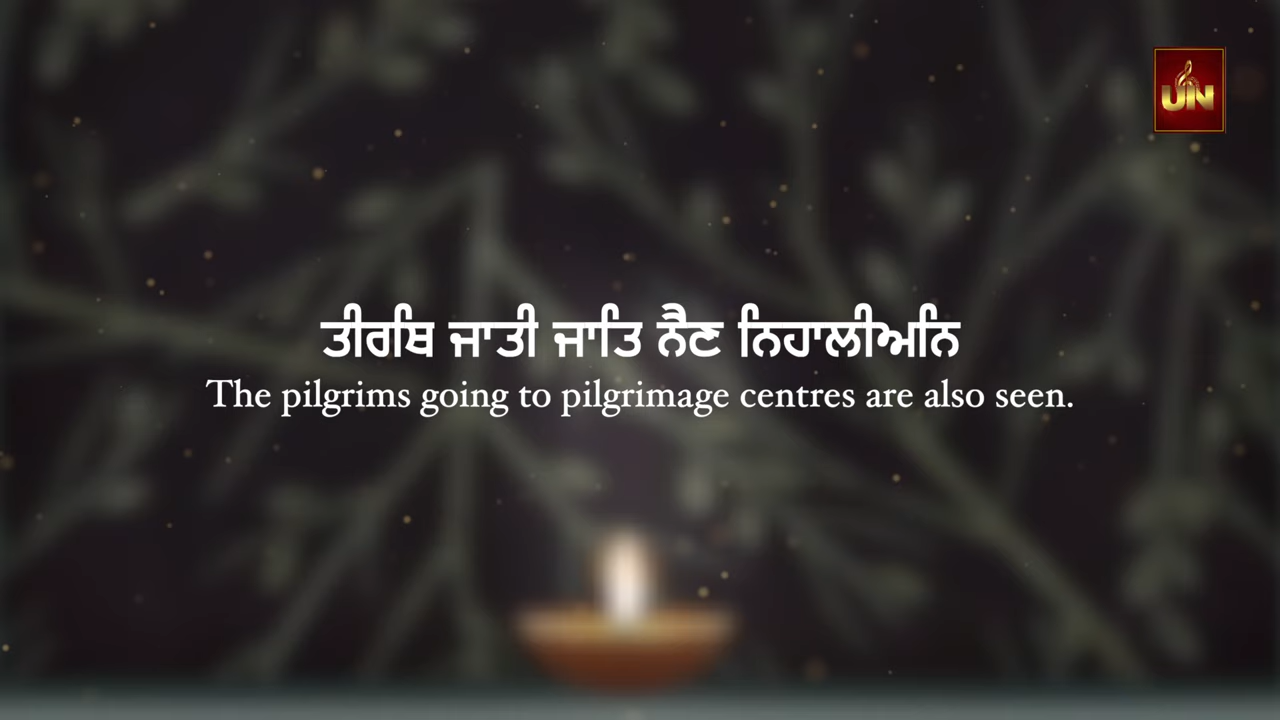 UN
ਤੀਰਥਿ ਜਾਤੀ ਜਾਤਿ ਨੈਣ ਨਿਹਾਲੀਅਨਿ
The pilgrims going to pilgrimage centres are also seen.